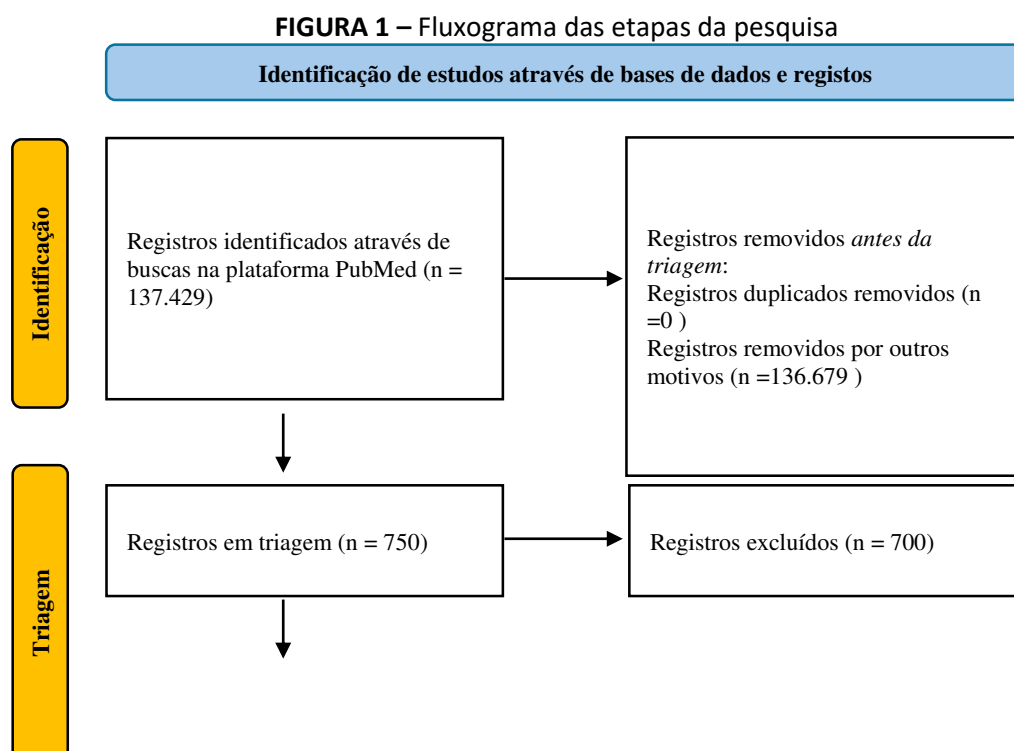 FIGURA 1 – Fluxograma das etapas da pesquisa
Identificação de estudos através de bases de dados e registos
Identificação
Registros identificados através de
buscas na plataforma PubMed (n =
137.429)
Registros removidos antes da
triagem:
Registros duplicados removidos (n
=0 )
Registros removidos por outros
motivos (n =136.679 )
Triagem
Registros em triagem (n = 750)
Registros excluídos (n = 700)